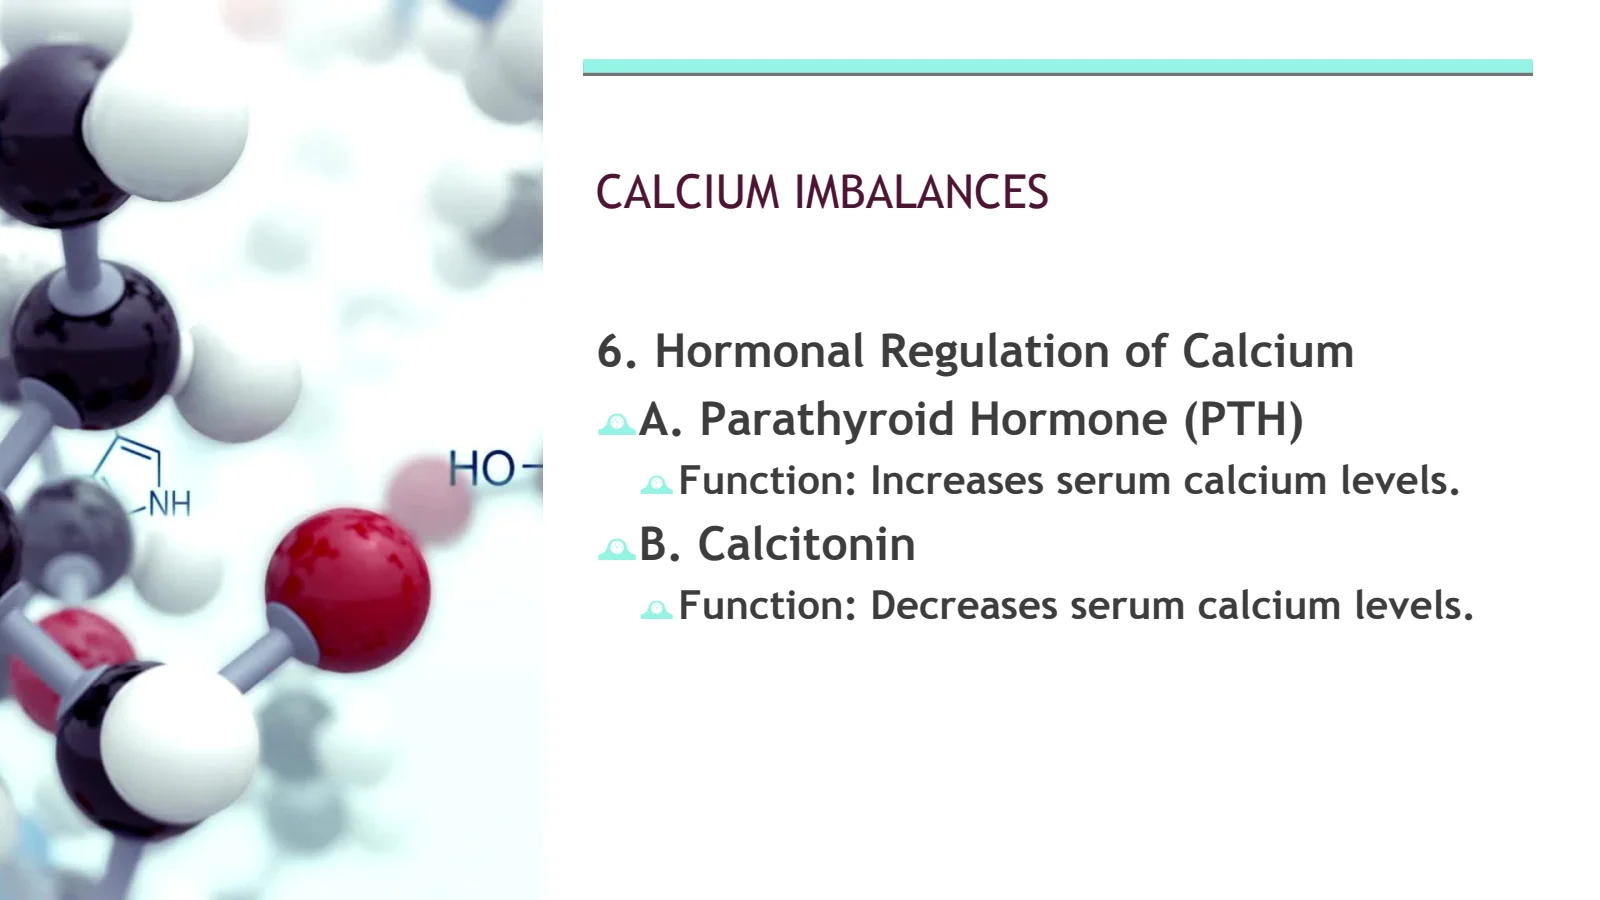 CALCIUM IMBALANCES
6. Hormonal Regulation of Calcium
A. Parathyroid Hormone (PTH)
Function: Increases serum calcium levels.
B. Calcitonin
Function: Decreases serum calcium levels.
NH
HO